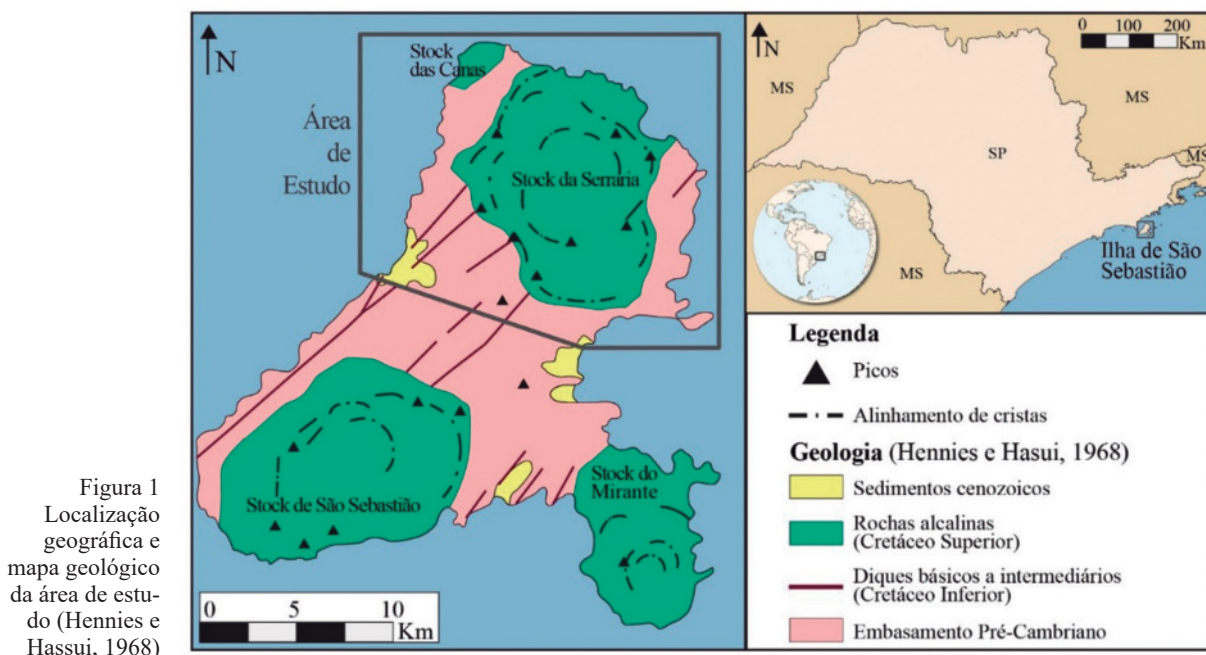 N
Stock
das Canas
Área
de
Estudo
Stock da Serraria
Stock de São Sebastião
Stock do
Mirante
0 5 10
Km
N
0 100 200
Km
MS
MS
SP
MS
MS
Ilha de São
Sebastião
Legenda
Picos
Alinhamento de cristas
Geologia (Hennies e Hasui, 1968)
Sedimentos cenozoicos
Rochas alcalinas
(Cretáceo Superior)
Diques básicos a intermediários
(Cretáceo Inferior)
Embasamento Pré-Cambriano
Figura 1
Localização
geográfica e
mapa geológico
da área de estu-
do (Hennies e
Hassui, 1968)